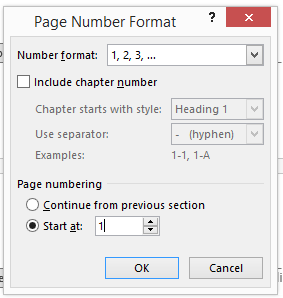 Page Number Format
?
Number format: 1, 2, 3, ...
Include chapter number
Chapter starts with style: Heading 1
Use separator: - (hyphen)
Examples: 1-1, 1-A
Page numbering
Continue from previous section
Start at: 1
OK Cancel